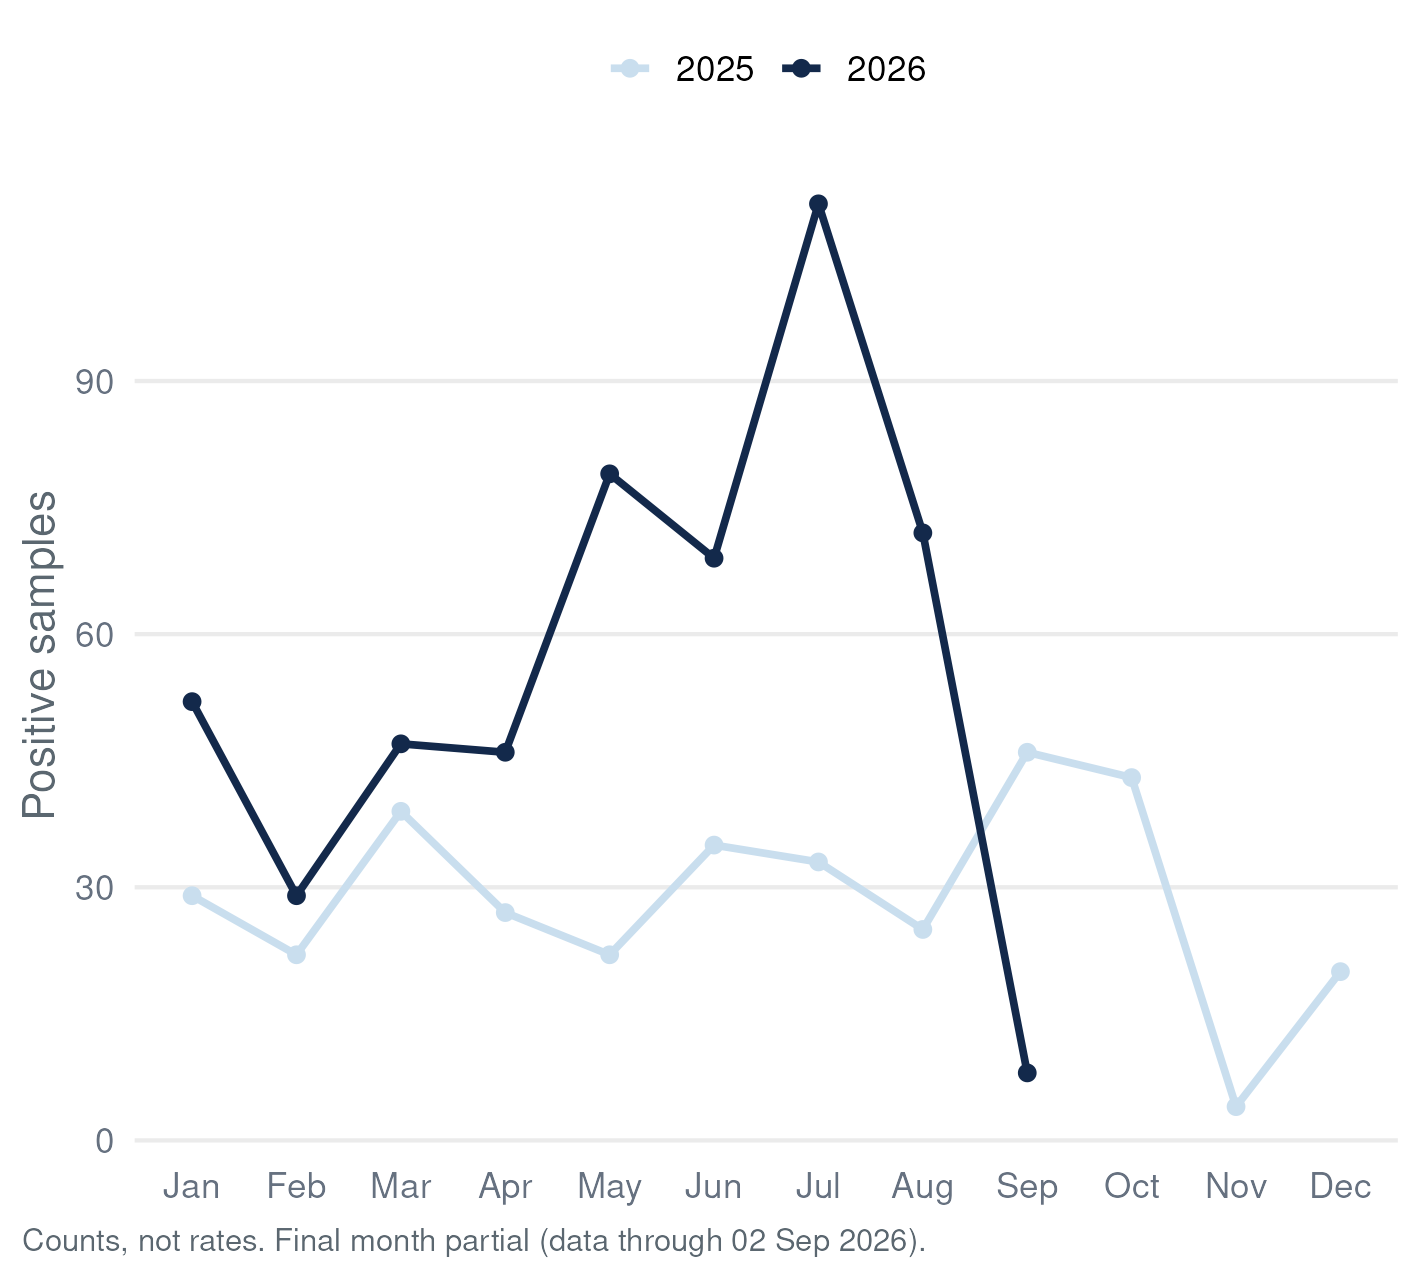 2025 2026
90
60
30
0
Positive samples
Jan Feb Mar Apr May Jun Jul Aug Sep Oct Nov Dec
Counts, not rates. Final month partial (data through 02 Sep 2026).